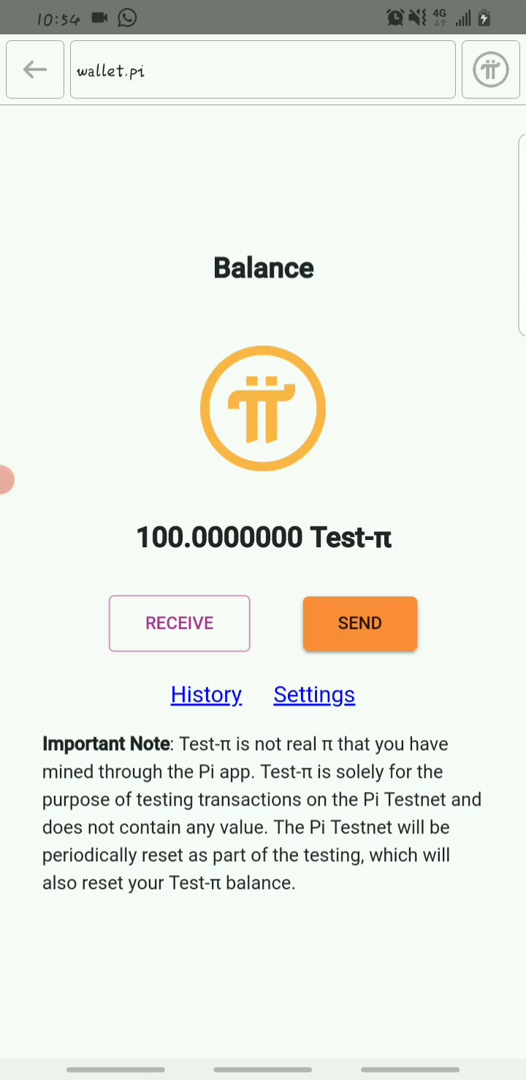 10:54
4G
wallet.pi
Balance
100.0000000 Test-π
RECEIVE
SEND
History Settings
Important Note: Test-π is not real π that you have
mined through the Pi app. Test-π is solely for the
purpose of testing transactions on the Pi Testnet and
does not contain any value. The Pi Testnet will be
periodically reset as part of the testing, which will
also reset your Test-π balance.